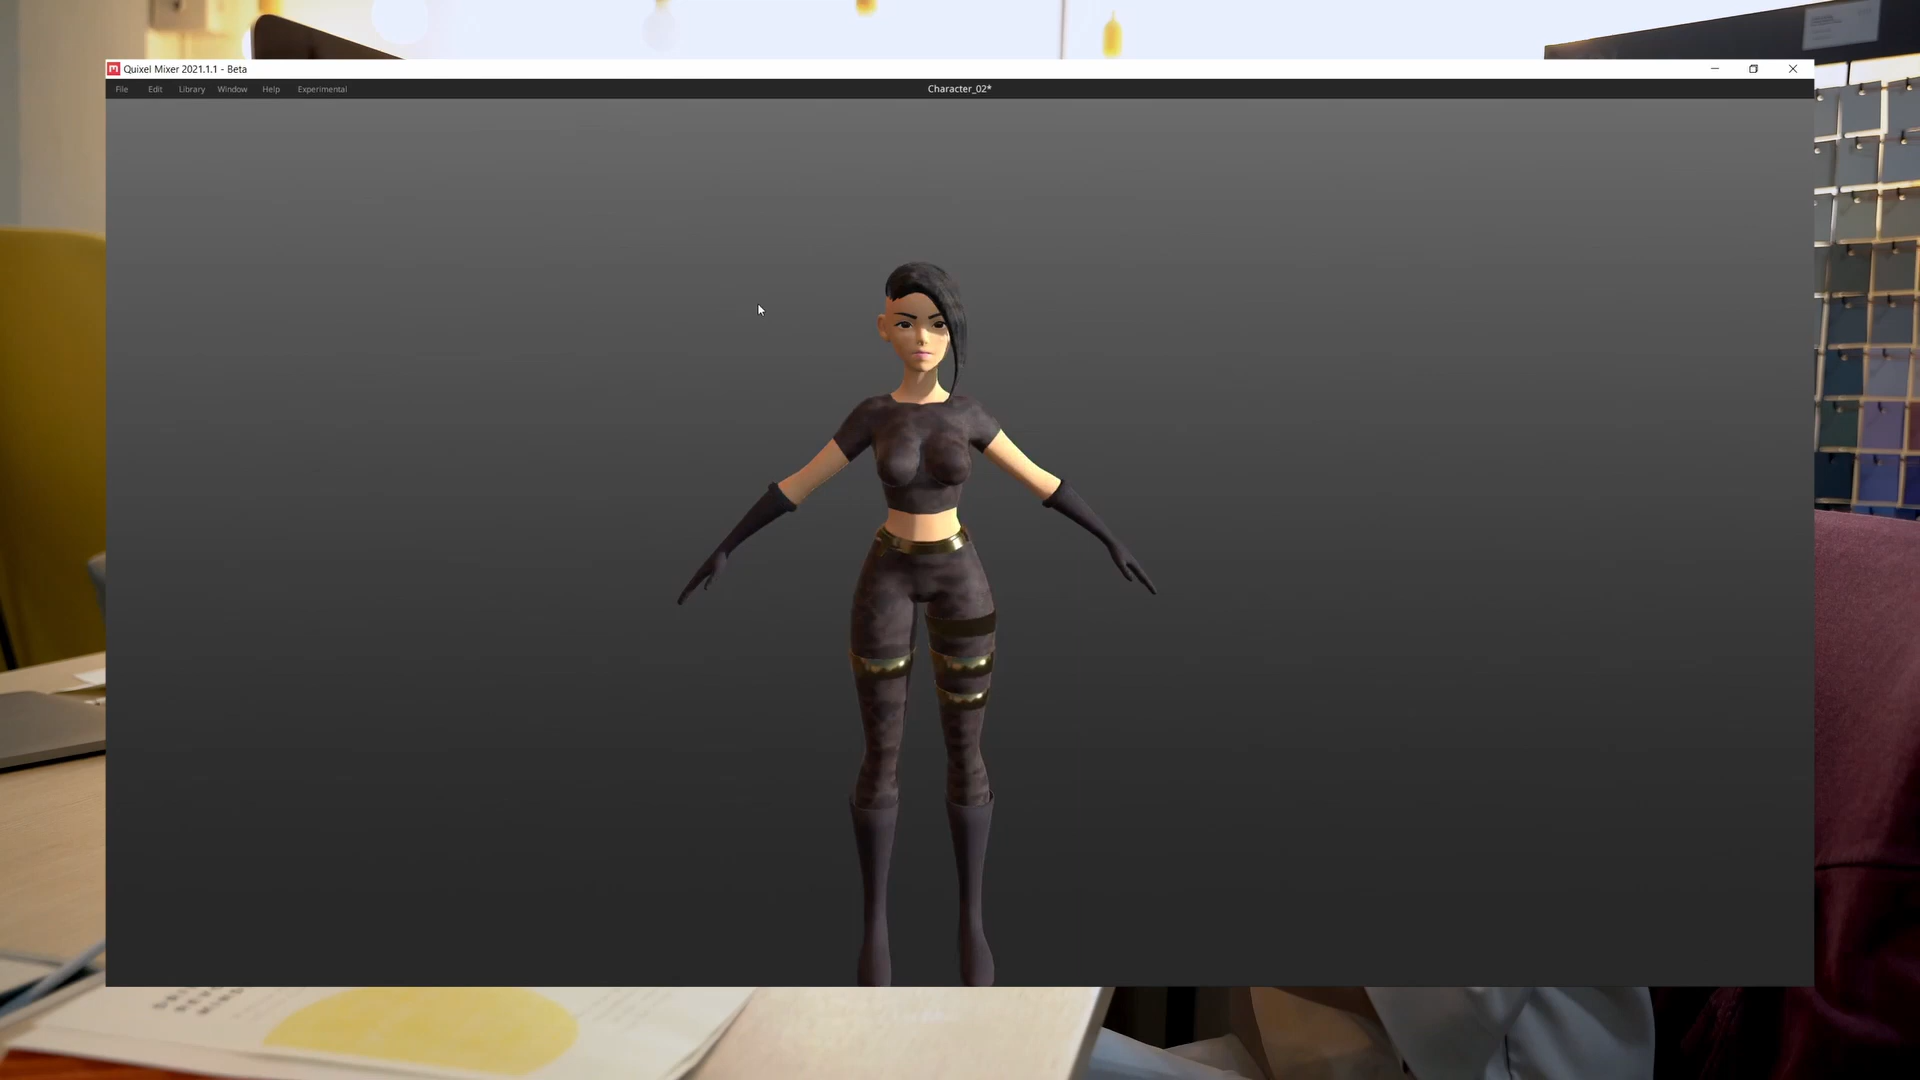 Quixel Mixer 2021.1.1 - Beta
File Edit Library Window Help Experimental
Character_02*